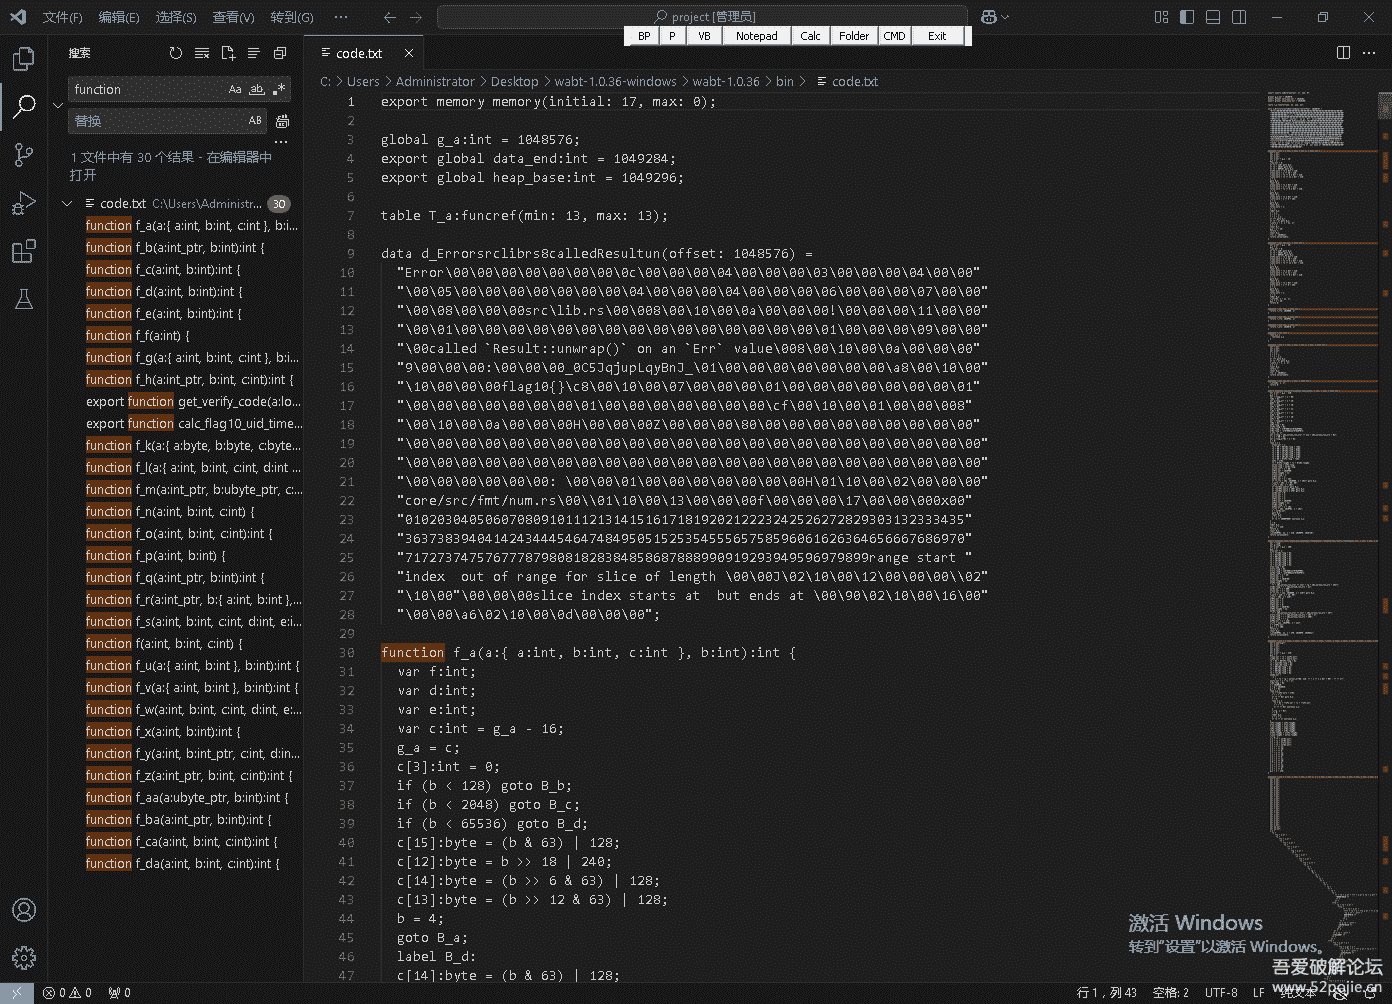 文件(F) 编辑(E) 选择(S) 查看(V) 转到(G) ··· project [管理员]
BP P VB Notepad Calc Folder CMD Exit
搜索
function Aa ab
替换 AB
1 文件中有 30 个结果 - 在编辑器中
打开
code.txt C:\Users\Administr... 30
function f_a(a:{ a:int, b:int, c:int }, b:i...
function f_b(a:int_ptr, b:int):int {
function f_c(a:int, b:int):int {
function f_d(a:int, b:int):int {
function f_e(a:int, b:int):int {
function f_f(a:int) {
function f_g(a:{ a:int, b:int, c:int }, b:i...
function f_h(a:int_ptr, b:int, c:int):int {
export function get_verify_code(a:lo...
export function calc_flag10_uid_time...
function f_k(a:{ a:byte, b:byte, c:byte...
function f_l(a:{ a:int, b:int, c:int, d:int ...
function f_m(a:int_ptr, b:ubyte_ptr, c:...
function f_n(a:int, b:int, c:int) {
function f_o(a:int, b:int, c:int):int {
function f_p(a:int, b:int) {
function f_q(a:int_ptr, b:int):int {
function f_r(a:int_ptr, b:{ a:int, b:int },...
function f_s(a:int, b:int, c:int, d:int, e:i...
function f(a:int, b:int, c:int) {
function f_u(a:{ a:int, b:int }, b:int):int {
function f_v(a:{ a:int, b:int }, b:int):int {
function f_w(a:int, b:int, c:int, d:int, e:...
function f_x(a:int, b:int):int {
function f_y(a:int, b:int_ptr, c:int, d:in...
function f_z(a:int_ptr, b:int, c:int):int {
function f_aa(a:ubyte_ptr, b:int):int {
function f_ba(a:int_ptr, b:int):int {
function f_ca(a:int, b:int, c:int):int {
function f_da(a:int, b:int, c:int):int {
code.txt
C: > Users > Administrator > Desktop > wabt-1.0.36-windows > wabt-1.0.36 > bin > code.txt
1 export memory memory(initial: 17, max: 0);
2
3 global g_a:int = 1048576;
4 export global data_end:int = 1049284;
5 export global heap_base:int = 1049296;
6
7 table T_a:funcref(min: 13, max: 13);
8
9 data d_Errorsrclibrs8calledResultun(offset: 1048576) =
10 "Error\00\00\00\00\00\00\00\0c\00\00\00\04\00\00\00\03\00\00\00\04\00\00"
11 "\00\05\00\00\00\00\00\00\00\04\00\00\00\04\00\00\00\06\00\00\00\07\00\00"
12 "\00\08\00\00\00src\lib.rs\00\008\00\10\00\0a\00\00\00!\00\00\00\11\00\00"
13 "\00\01\00\00\00\00\00\00\00\00\00\00\00\00\00\00\00\01\00\00\00\09\00\00"
14 "\00called `Result::unwrap()` on an `Err` value\008\00\10\00\0a\00\00\00"
15 "9\00\00\00:\00\00\00_0C5JqjupLqyBnJ_\01\00\00\00\00\00\00\00a8\00\10\00"
16 "\10\00\00\00flag10{}\c8\00\10\00\07\00\00\00\01\00\00\00\00\00\00\00\01"
17 "\00\00\00\00\00\00\00\01\00\00\00\00\00\00\00\cf\00\10\00\01\00\00\008"
18 "\00\10\00\0a\00\00\00H\00\00\00Z\00\00\00\80\00\00\00\00\00\00\00\00\00"
19 "\00\00\00\00\00\00\00\00\00\00\00\00\00\00\00\00\00\00\00\00\00\00\00\00"
20 "\00\00\00\00\00\00\00\00\00\00\00\00\00\00\00\00\00\00\00\00\00\00\00\00"
21 "\00\00\00\00\00\00: \00\00\01\00\00\00\00\00\00\00H\01\10\00\02\00\00\00"
22 "core/src/fmt/num.rs\00\\01\10\00\13\00\00\00f\00\00\00\17\00\00\000x00"
23 "0102030405060708091011121314151617181920212223242526272829303132333435"
24 "3637383940414243444546474849505152535455565758596061626364656667686970"
25 "7172737475767778798081828384858687888990919293949596979899range start "
26 "index  out of range for slice of length \00\00J\02\10\00\12\00\00\00\\02"
27 "\10\00"\00\00\00slice index starts at  but ends at \00\90\02\10\00\16\00"
28 "\00\00\a6\02\10\00\0d\00\00\00";
29
30 function f_a(a:{ a:int, b:int, c:int }, b:int):int {
31 var f:int;
32 var d:int;
33 var e:int;
34 var c:int = g_a - 16;
35 g_a = c;
36 c[3]:int = 0;
37 if (b < 128) goto B_b;
38 if (b < 2048) goto B_c;
39 if (b < 65536) goto B_d;
40 c[15]:byte = (b & 63) | 128;
41 c[12]:byte = b >> 18 | 240;
42 c[14]:byte = (b >> 6 & 63) | 128;
43 c[13]:byte = (b >> 12 & 63) | 128;
44 b = 4;
45 goto B_a;
46 label B_d:
47 c[14]:byte = (b & 63) | 128;
激活 Windows
转到"设置"以激活 Windows。
吾爱破解论坛
www.52pojie.cn
0 0 0 行 1，列 43 空格: 2 UTF-8 LF 纯文本